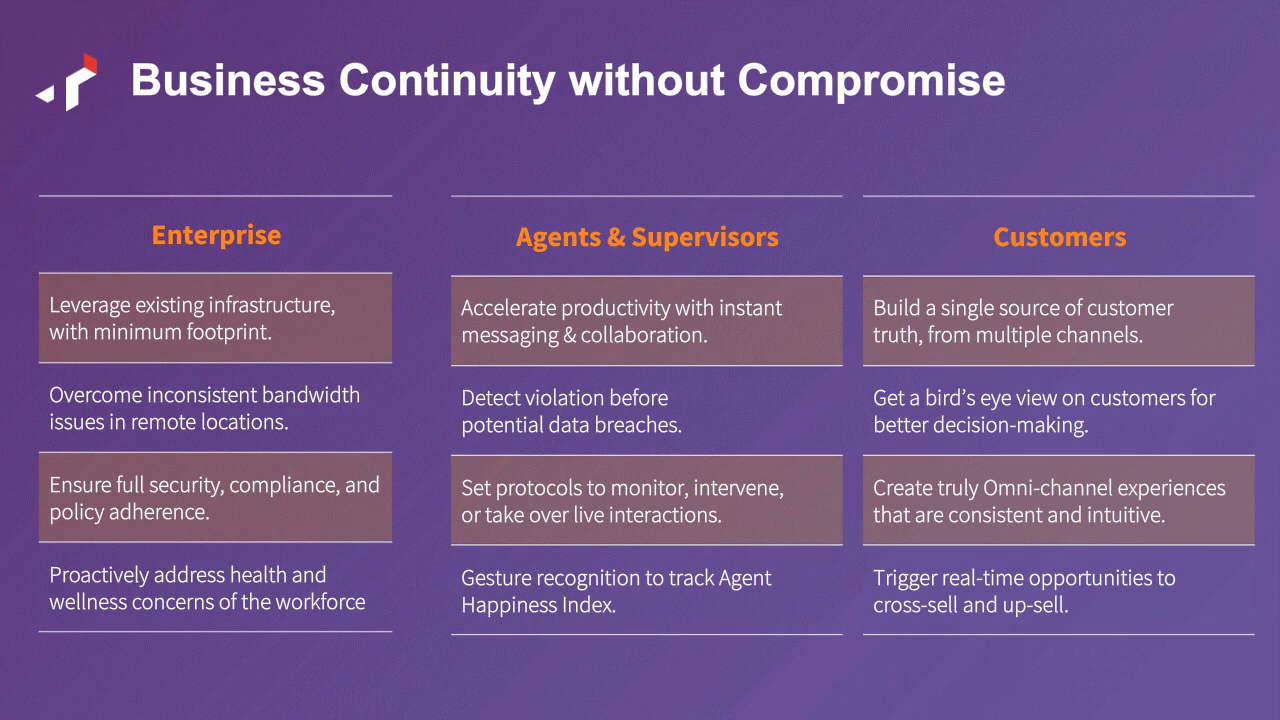 Business Continuity without Compromise
Enterprise
Leverage existing infrastructure,
with minimum footprint.
Overcome inconsistent bandwidth
issues in remote locations.
Ensure full security, compliance, and
policy adherence.
Proactively address health and
wellness concerns of the workforce
Agents & Supervisors
Accelerate productivity with instant
messaging & collaboration.
Detect violation before
potential data breaches.
Set protocols to monitor, intervene,
or take over live interactions.
Gesture recognition to track Agent
Happiness Index.
Customers
Build a single source of customer
truth, from multiple channels.
Get a bird’s eye view on customers for
better decision-making.
Create truly Omni-channel experiences
that are consistent and intuitive.
Trigger real-time opportunities to
cross-sell and up-sell.